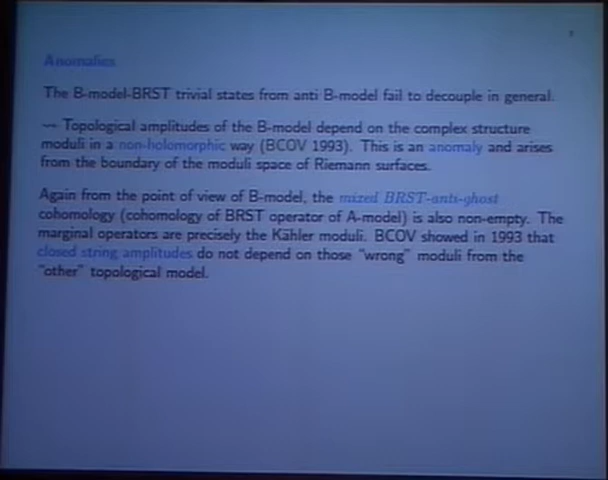 Anomalies
The B-model-BRST trivial states from anti B-model fail to decouple in general.
⇝ Topological amplitudes of the B-model depend on the complex structure
moduli in a non-holomorphic way (BCOV 1993). This is an anomaly and arises
from the boundary of the moduli space of Riemann surfaces.
Again from the point of view of B-model, the mixed BRST-anti-ghost
cohomology (cohomology of BRST operator of A-model) is also non-empty. The
marginal operators are precisely the Kähler moduli. BCOV showed in 1993 that
closed string amplitudes do not depend on those "wrong" moduli from the
"other" topological model.